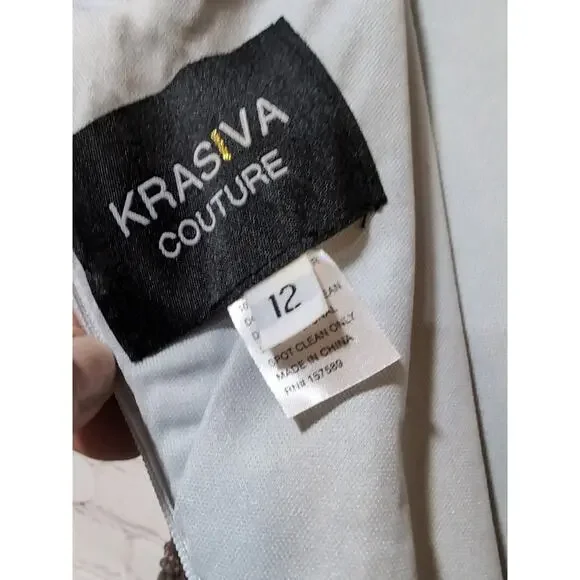 KRASIVA
COUTURE
12
SPOT CLEAN ONLY
MADE IN CHINA
RN# 157589